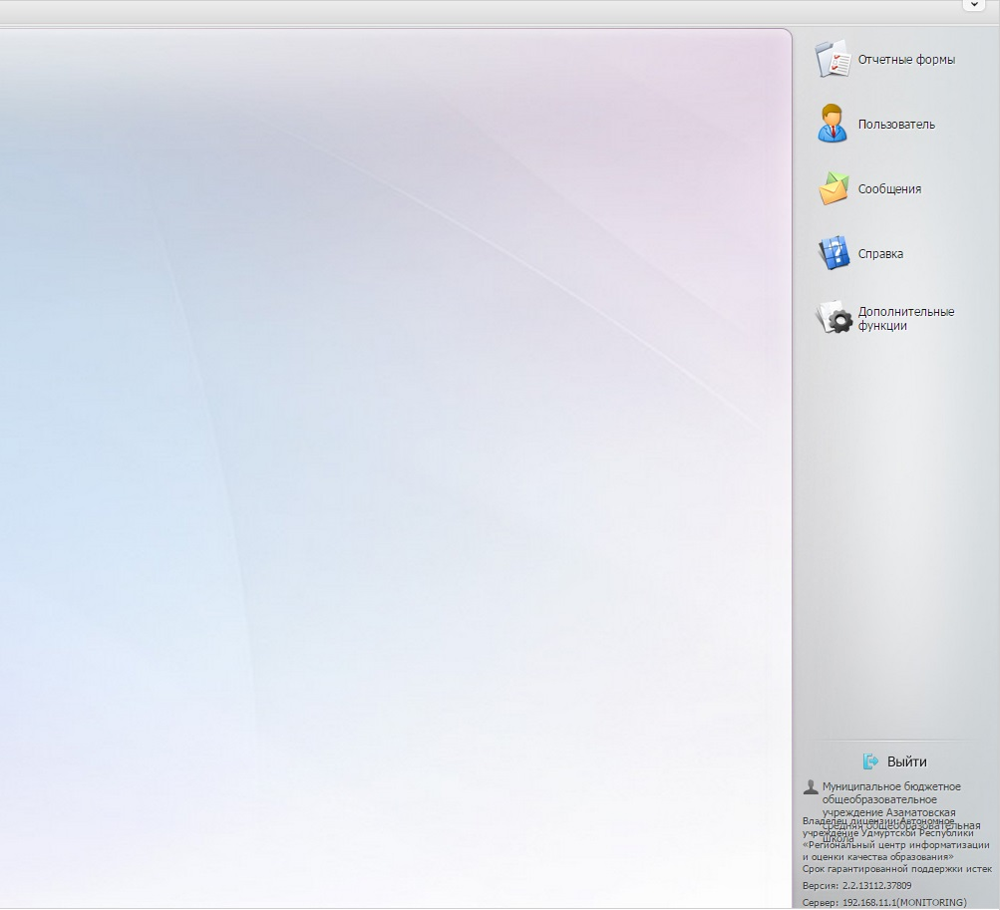 Отчетные формы
Пользователь
Сообщения
Справка
Дополнительные
функции
Выйти
Муниципальное бюджетное
общеобразовательное
учреждение Азаматовская
средняя общеобразовательная
школа
Владелец лицензии:Автономное
учреждение Удмуртской Республики
«Региональный центр информатизации
и оценки качества образования»
Срок гарантированной поддержки истек
Версия: 2.2.13112.37809
Сервер: 192.168.11.1(MONITORING)